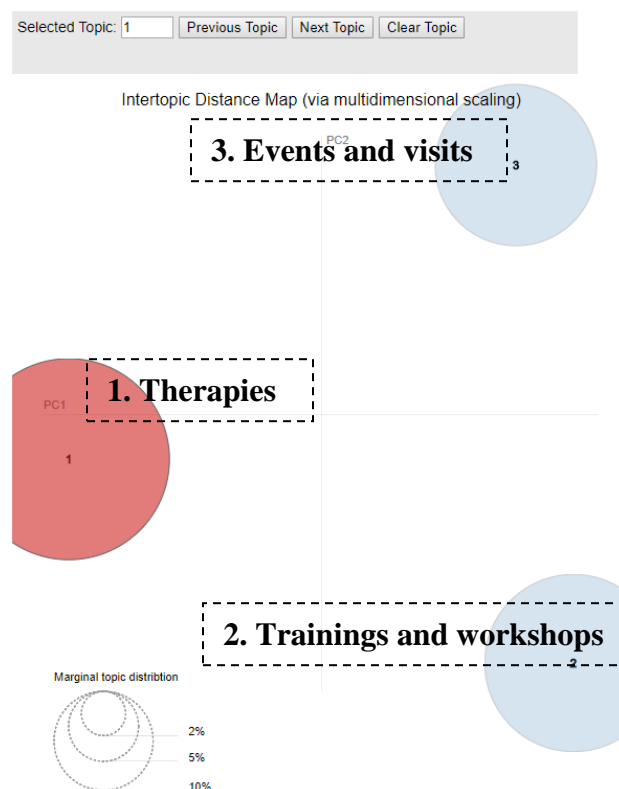 Selected Topic: 1 Previous Topic Next Topic Clear Topic
Intertopic Distance Map (via multidimensional scaling)
PC2
3. Events and visits
3
1. Therapies
PC1
1
2. Trainings and workshops
2
Marginal topic distribtion
2%
5%
10%